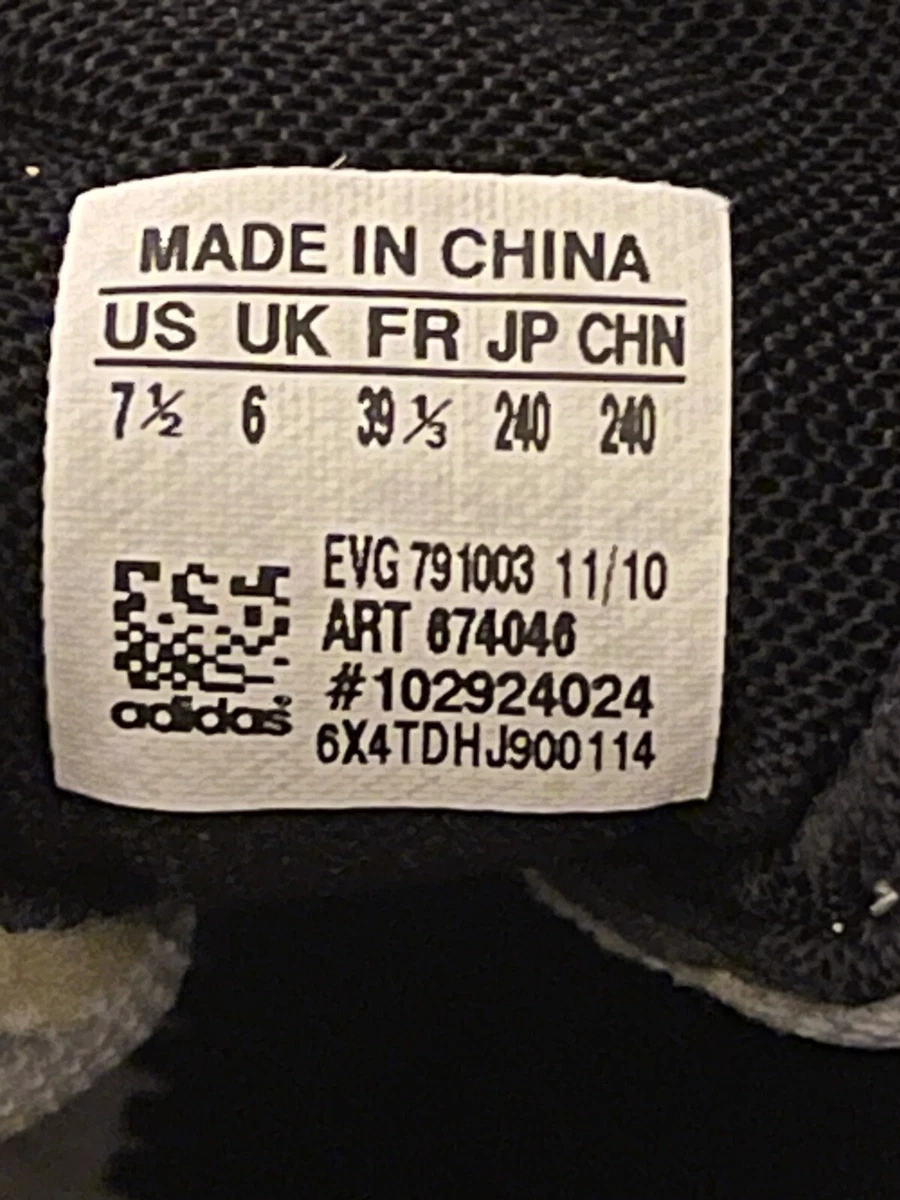 MADE IN CHINA
US UK FR JP CHN
7½ 6 39⅓ 240 240
EVG 791003 11/10
ART 674046
#102924024
adidas
6X4TDHJ900114